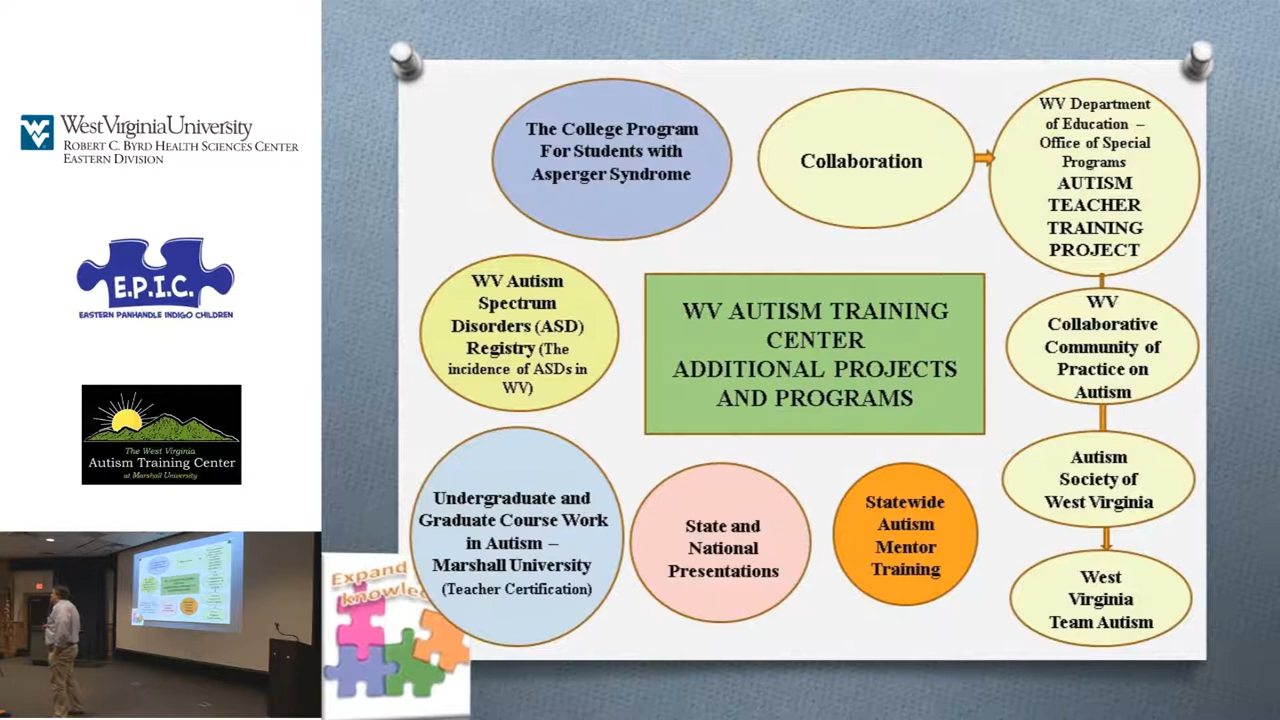 West Virginia University
ROBERT C. BYRD HEALTH SCIENCES CENTER
EASTERN DIVISION
E.P.I.C.
EASTERN PANHANDLE INDIGO CHILDREN
The West Virginia
Autism Training Center
at Marshall University
The College Program
For Students with
Asperger Syndrome
Collaboration
WV Department
of Education –
Office of Special
Programs
AUTISM
TEACHER
TRAINING
PROJECT
WV Autism
Spectrum
Disorders (ASD)
Registry (The
incidence of ASDs in
WV)
WV AUTISM TRAINING
CENTER
ADDITIONAL PROJECTS
AND PROGRAMS
WV
Collaborative
Community of
Practice on
Autism
Undergraduate and
Graduate Course Work
in Autism –
Marshall University
(Teacher Certification)
State and
National
Presentations
Statewide
Autism
Mentor
Training
Autism
Society of
West Virginia
West
Virginia
Team Autism
Expand